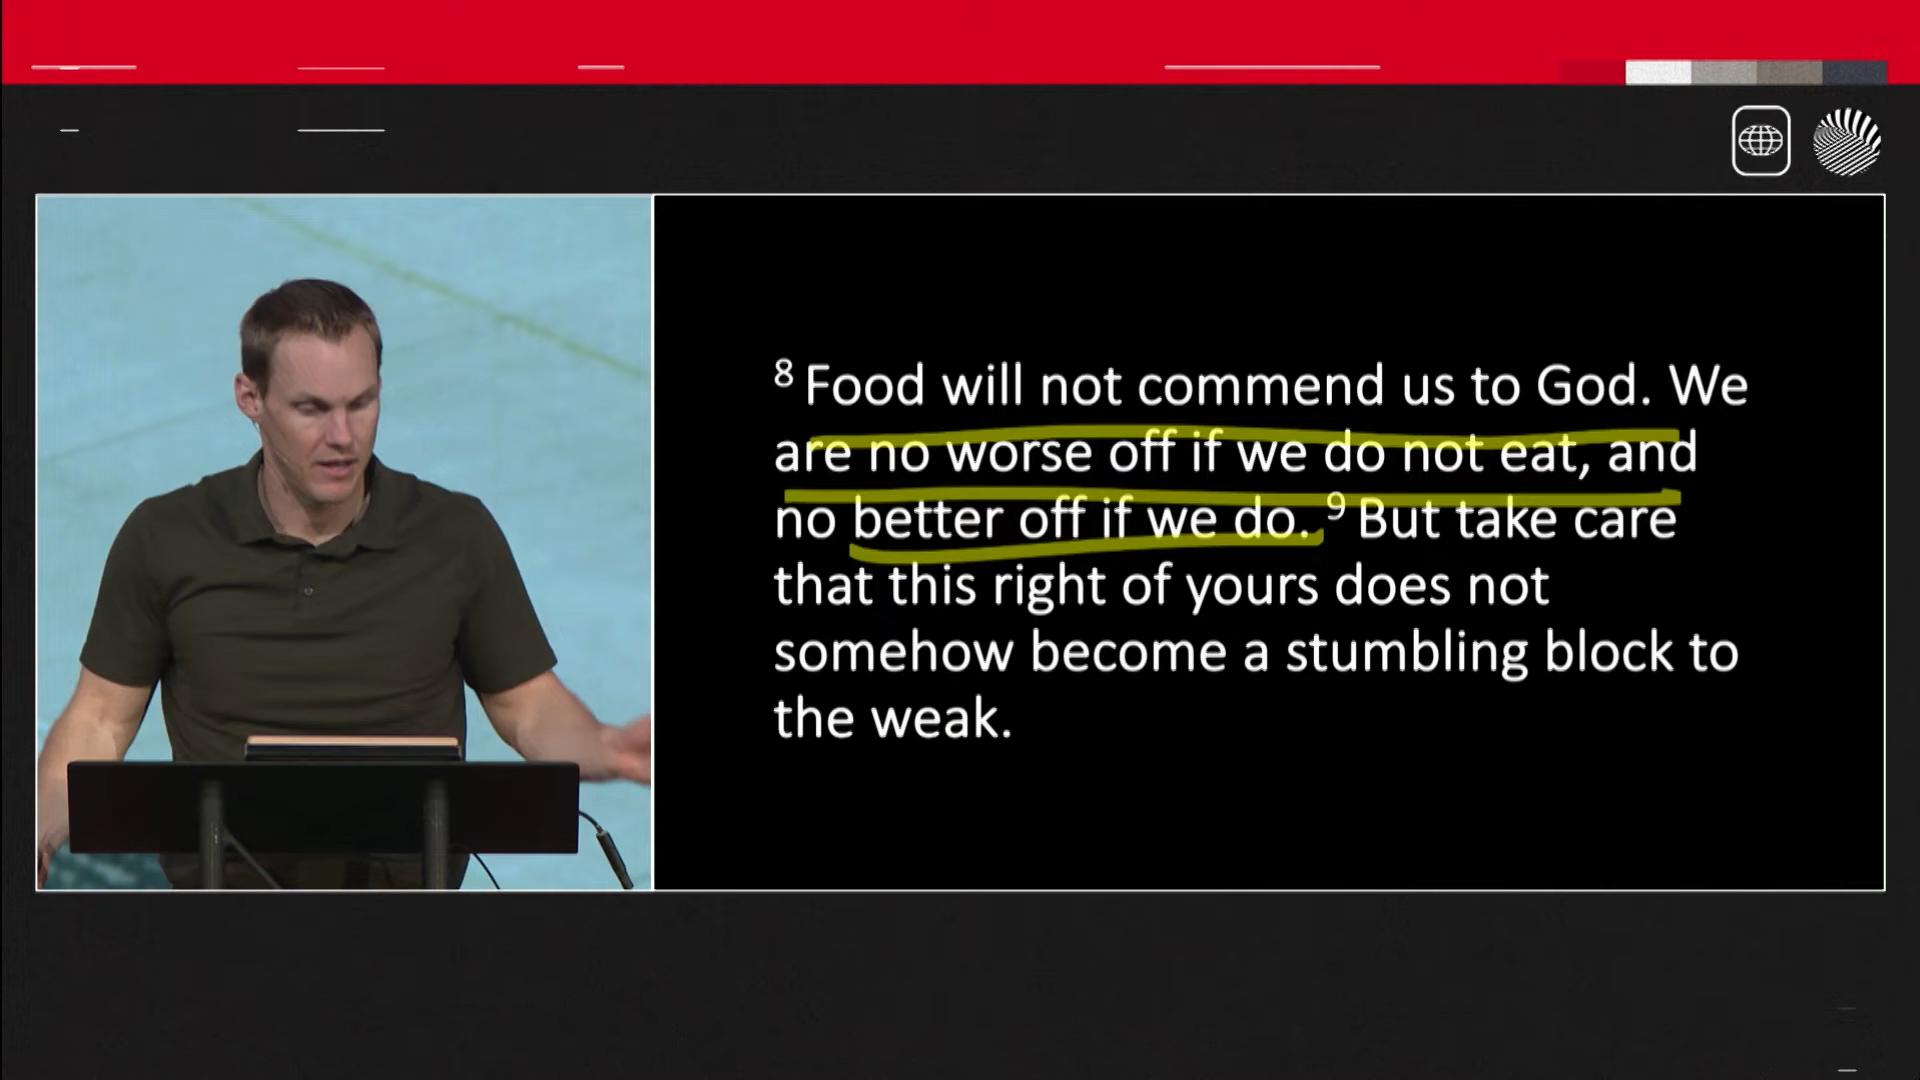 8 Food will not commend us to God. We
are no worse off if we do not eat, and
no better off if we do. 9 But take care
that this right of yours does not
somehow become a stumbling block to
the weak.